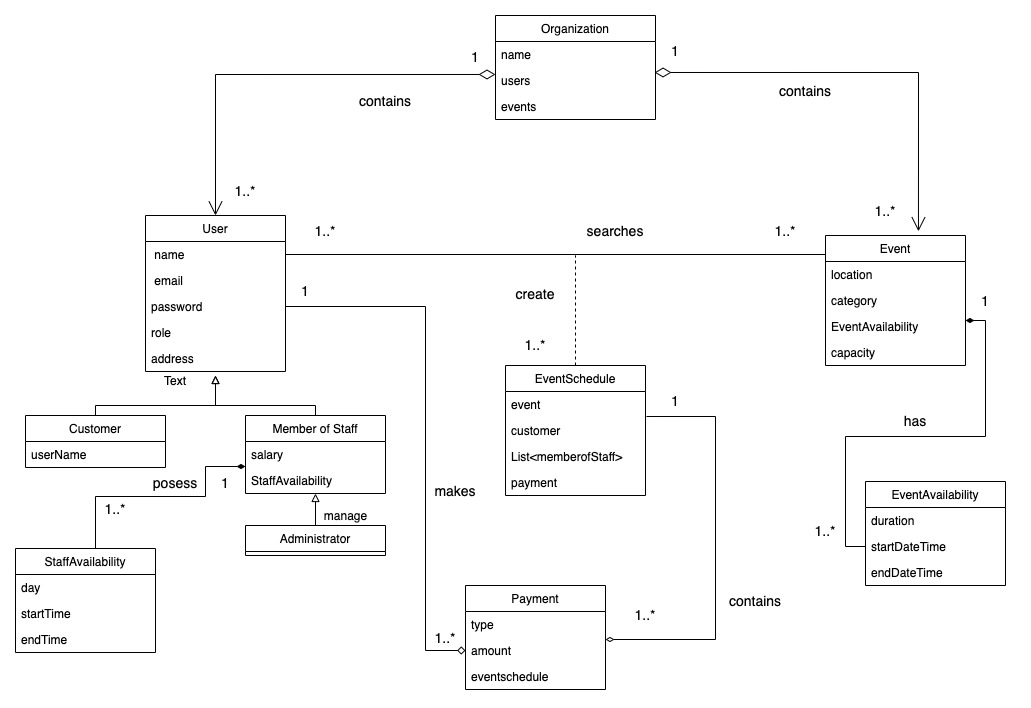 Organization
name
users
events
1
1
contains
contains
1..*
1..*
User
name
email
password
role
address
1..*
searches
1..*
Event
location
category
EventAvailability
capacity
1
1
create
1..*
Text
EventSchedule
event
customer
List<memberofStaff>
payment
1
Customer
userName
Member of Staff
salary
StaffAvailability
has
posess
1
1..*
makes
manage
Administrator
EventAvailability
duration
startDateTime
endDateTime
1..*
StaffAvailability
day
startTime
endTime
Payment
type
amount
eventschedule
1..*
1..*
contains